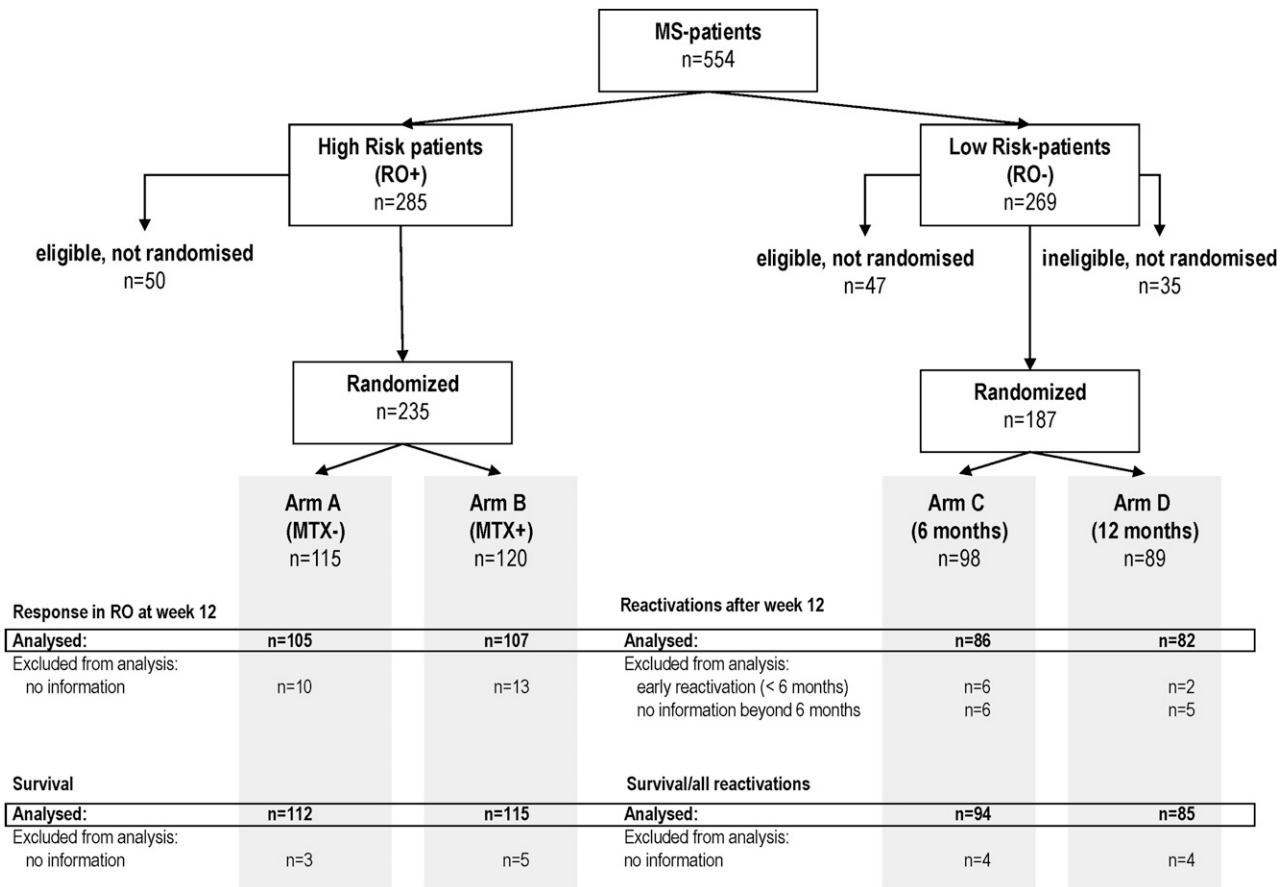 MS-patients
n=554
High Risk patients
(RO+)
n=285
Low Risk-patients
(RO-)
n=269
eligible, not randomised
n=50
eligible, not randomised
n=47
ineligible, not randomised
n=35
Randomized
n=235
Randomized
n=187
Arm A
(MTX-)
n=115
Arm B
(MTX+)
n=120
Arm C
(6 months)
n=98
Arm D
(12 months)
n=89
Response in RO at week 12
Analysed: n=105 n=107
Excluded from analysis:
no information n=10 n=13
Reactivations after week 12
Analysed: n=86 n=82
Excluded from analysis:
early reactivation (< 6 months) n=6 n=2
no information beyond 6 months n=6 n=5
Survival
Analysed: n=112 n=115
Excluded from analysis:
no information n=3 n=5
Survival/all reactivations
Analysed: n=94 n=85
Excluded from analysis:
no information n=4 n=4